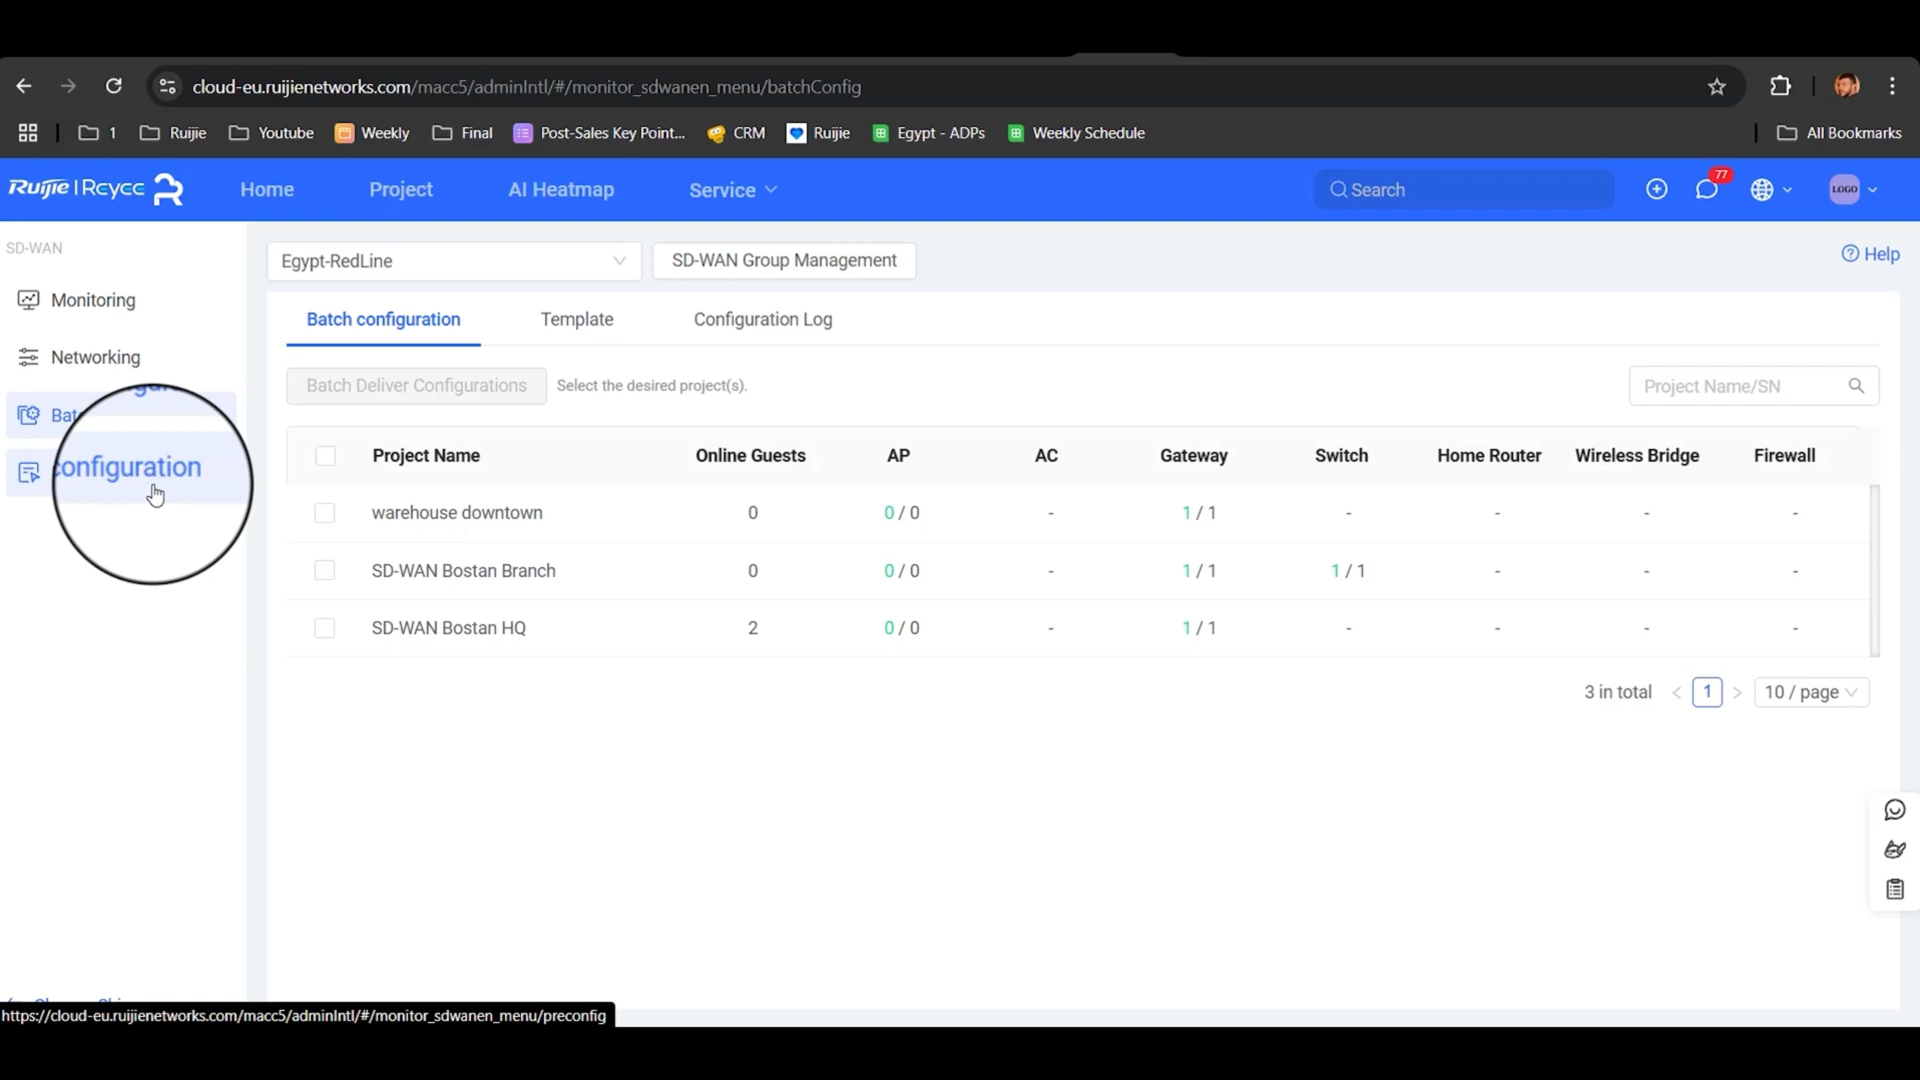 cloud-eu.ruijienetworks.com/macc5/adminIntl/#/monitor_sdwanen_menu/batchConfig
1 Ruijie Youtube Weekly Final Post-Sales Key Point... CRM Ruijie Egypt - ADPs Weekly Schedule All Bookmarks
Ruijie | Reyee Home Project AI Heatmap Service Search 77 LOGO
SD-WAN
Egypt-RedLine SD-WAN Group Management Help
Monitoring
Batch configuration Template Configuration Log
Networking
Batch Deliver Configurations Select the desired project(s). Project Name/SN
configuration
Project Name Online Guests AP AC Gateway Switch Home Router Wireless Bridge Firewall
warehouse downtown 0 0 / 0 - 1 / 1 - - - -
SD-WAN Bostan Branch 0 0 / 0 - 1 / 1 1 / 1 - - -
SD-WAN Bostan HQ 2 0 / 0 - 1 / 1 - - - -
3 in total < 1 > 10 / page
https://cloud-eu.ruijienetworks.com/macc5/adminIntl/#/monitor_sdwanen_menu/preconfig